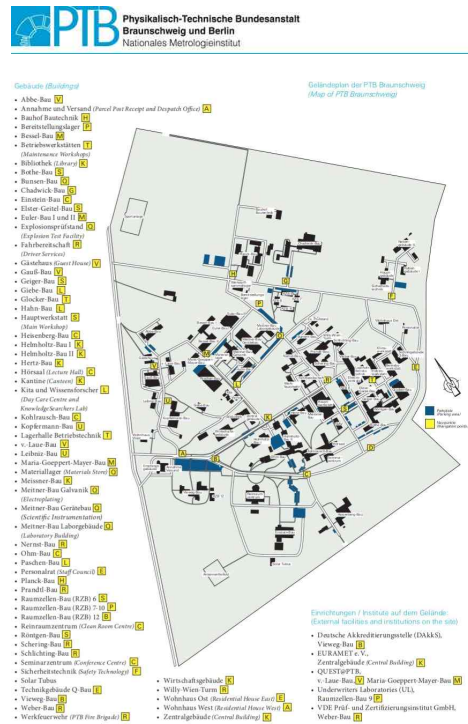 PTB
Physikalisch-Technische Bundesanstalt
Braunschweig und Berlin
Nationales Metrologieinstitut
Gebäude (Buildings)
• Abbe-Bau V
• Annahme und Versand (Parcel Post Receipt and Despatch Office) A
• Bauhof Bautechnik H
• Bereitstellungslager P
• Bessel-Bau M
• Betriebswerkstätten T
(Maintenance Workshops)
• Bibliothek (Library) K
• Bothe-Bau S
• Bunsen-Bau Q
• Chadwick-Bau G
• Einstein-Bau C
• Elster-Geitel-Bau S
• Euler-Bau I und II M
• Explosionsprüfstand Q
(Explosion Test Facility)
• Fahrbereitschaft R
(Driver Services)
• Gästehaus (Guest House) V
• Gauß-Bau V
• Geiger-Bau S
• Giebe-Bau L
• Glocker-Bau T
• Hahn-Bau L
• Hauptwerkstatt S
(Main Workshop)
• Heisenberg-Bau C
• Helmholtz-Bau I K
• Helmholtz-Bau II K
• Hertz-Bau K
• Hörsaal (Lecture Hall) C
• Kantine (Canteen) K
• Kita und Wissensforscher L
(Day Care Centre and
KnowledgeSearchers Lab)
• Kohlrausch-Bau C
• Kopfermann-Bau U
• Lagerhalle Betriebstechnik T
• v.-Laue-Bau V
• Leibniz-Bau U
• Maria-Goeppert-Mayer-Bau M
• Materiallager (Materials Store) Q
• Meissner-Bau K
• Meitner-Bau Galvanik Q
(Electroplating)
• Meitner-Bau Gerätebau Q
(Scientific Instrumentation)
• Meitner-Bau Laborgebäude Q
(Laboratory Building)
• Nernst-Bau R
• Ohm-Bau C
• Paschen-Bau L
• Personalrat (Staff Council) E
• Planck-Bau H
• Prandtl-Bau R
• Raumzellen-Bau (RZB) 6 S
• Raumzellen-Bau (RZB) 7-10 P
• Raumzellen-Bau (RZB) 12 B
• Reinraumzentrum (Clean Room Centre) C
• Röntgen-Bau S
• Schering-Bau R
• Schlichting-Bau R
• Seminarzentrum (Conference Centre) C
• Sicherheitstechnik (Safety Technology) F
• Solar Tubus
• Technikgebäude Q-Bau E
• Vieweg-Bau B
• Weber-Bau R
• Werkfeuerwehr (PTB Fire Brigade) R
• Wirtschaftsgebäude K
• Willy-Wien-Turm R
• Wohnhaus Ost (Residential House East) E
• Wohnhaus West (Residential House West) A
• Zentralgebäude (Central Building) K
Geländeplan der PTB Braunschweig
(Map of PTB Braunschweig)
H
G
P
F
Q
M
V
E
L
B
T
U
S
K
D
A
B
C
Parkplätze
(Parking areas)
Einrichtungen / Instituts auf dem Gelände:
(External facilities and institutions on the site)
• Deutsche Akkreditierungsstelle (DAkkS),
Vieweg-Bau B
• EURAMET e.V.,
Zentralgebäude (Central Building) K
• QUEST@PTB,
v.-Laue-Bau, V Maria-Goeppert-Mayer-Bau M
• Underwriters Laboratories (UL),
Raumzellen-Bau 9 P
• VDE Prüf- und Zertifizierungsinstitut GmbH,
Weber-Bau R